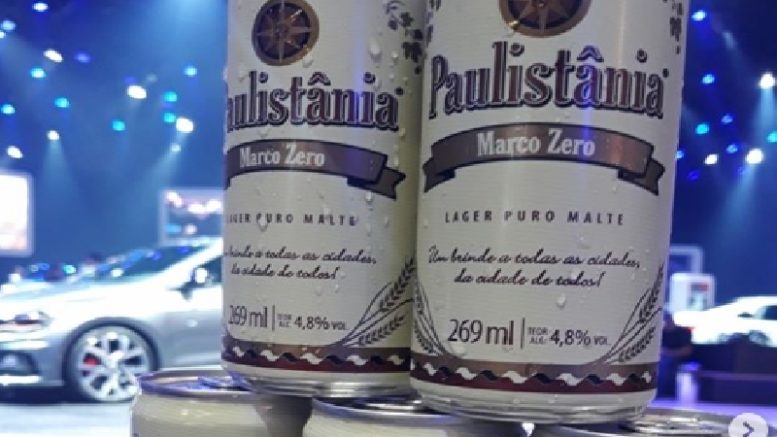 Paulistânia
Marco Zero
LAGER PURO MALTE
Um brinde a todas as cidades,
da cidade de todos!
269 ml TEOR ALC. 4,8% VOL.
Paulistânia
Marco Zero
LAGER PURO MALTE
Um brinde a todas as cidades,
da cidade de todos!
269 ml TEOR ALC. 4,8% VOL.